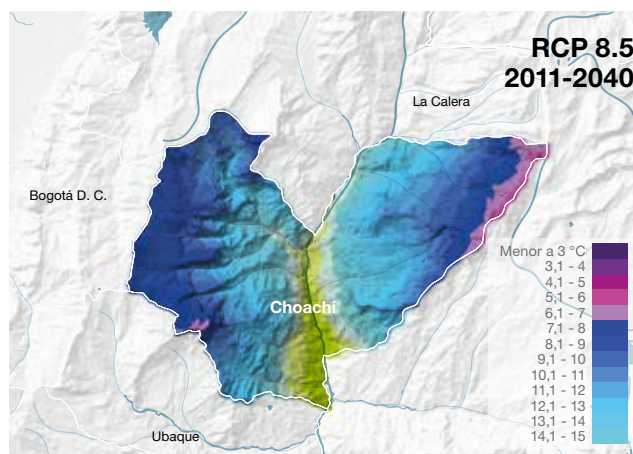 RCP 8.5
2011-2040
La Calera
Bogotá D. C.
Choachí
Ubaque
Menor a 3 °C
3,1 - 4
4,1 - 5
5,1 - 6
6,1 - 7
7,1 - 8
8,1 - 9
9,1 - 10
10,1 - 11
11,1 - 12
12,1 - 13
13,1 - 14
14,1 - 15